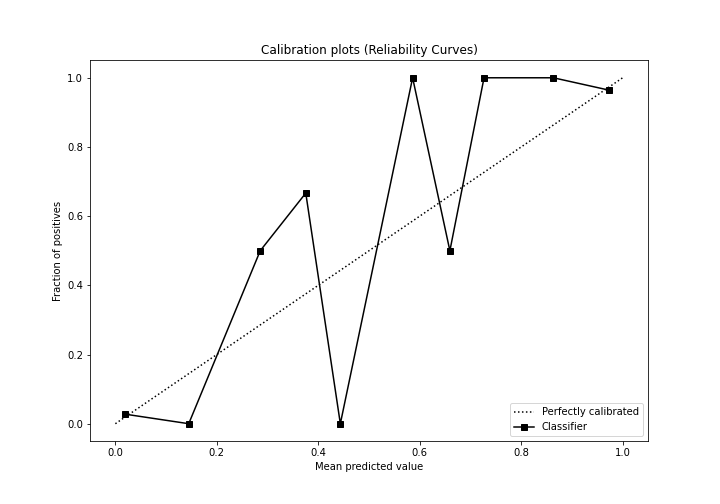 Calibration plots (Reliability Curves)
1.0
0.8
0.6
0.4
0.2
0.0
Fraction of positives
Perfectly calibrated
Classifier
0.0 0.2 0.4 0.6 0.8 1.0
Mean predicted value